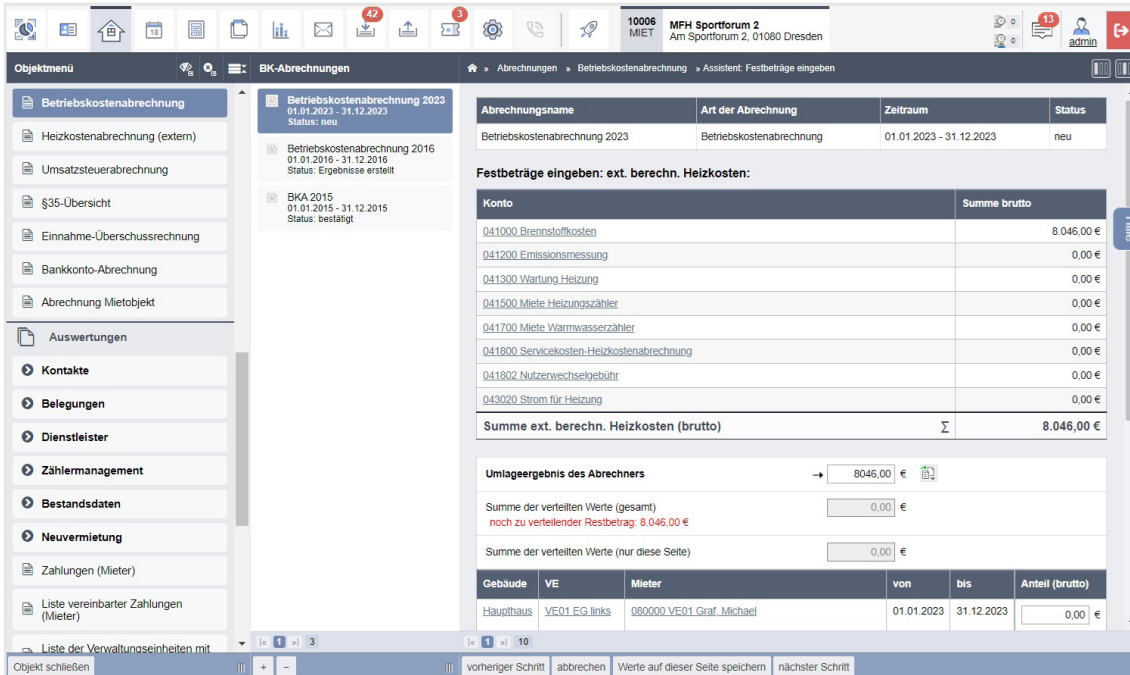 18
42
3
10006
MIET
MFH Sportforum 2
Am Sportforum 2, 01080 Dresden
0
0
13
admin
Objektmenü
BK-Abrechnungen
» Abrechnungen » Betriebskostenabrechnung » Assistent: Festbeträge eingeben
Betriebskostenabrechnung
Heizkostenabrechnung (extern)
Umsatzsteuerabrechnung
§35-Übersicht
Einnahme-Überschussrechnung
Bankkonto-Abrechnung
Abrechnung Mietobjekt
Auswertungen
Kontakte
Belegungen
Dienstleister
Zählermanagement
Bestandsdaten
Neuvermietung
Zahlungen (Mieter)
Liste vereinbarter Zahlungen
(Mieter)
Liste der Verwaltungseinheiten mit
Objekt schließen
Betriebskostenabrechnung 2023
01.01.2023 - 31.12.2023
Status: neu
Betriebskostenabrechnung 2016
01.01.2016 - 31.12.2016
Status: Ergebnisse erstellt
BKA 2015
01.01.2015 - 31.12.2015
Status: bestätigt
|« 1 »| 3
+ −
Abrechnungsname Art der Abrechnung Zeitraum Status
Betriebskostenabrechnung 2023 Betriebskostenabrechnung 01.01.2023 - 31.12.2023 neu
Festbeträge eingeben: ext. berechn. Heizkosten:
Konto Summe brutto
041000 Brennstoffkosten 8.046,00 €
041200 Emissionsmessung 0,00 €
041300 Wartung Heizung 0,00 €
041500 Miete Heizungszähler 0,00 €
041700 Miete Warmwasserzähler 0,00 €
041800 Servicekosten-Heizkostenabrechnung 0,00 €
041802 Nutzerwechselgebühr 0,00 €
043020 Strom für Heizung 0,00 €
Summe ext. berechn. Heizkosten (brutto) Σ 8.046,00 €
Umlageergebnis des Abrechners → 8046,00 €
Summe der verteilten Werte (gesamt) 0,00 €
noch zu verteilender Restbetrag: 8.046,00 €
Summe der verteilten Werte (nur diese Seite) 0,00 €
Gebäude VE Mieter von bis Anteil (brutto)
Haupthaus VE01 EG links 080000 VE01 Graf, Michael 01.01.2023 31.12.2023 0,00 €
|« 1 »| 10
vorheriger Schritt abbrechen Werte auf dieser Seite speichern nächster Schritt